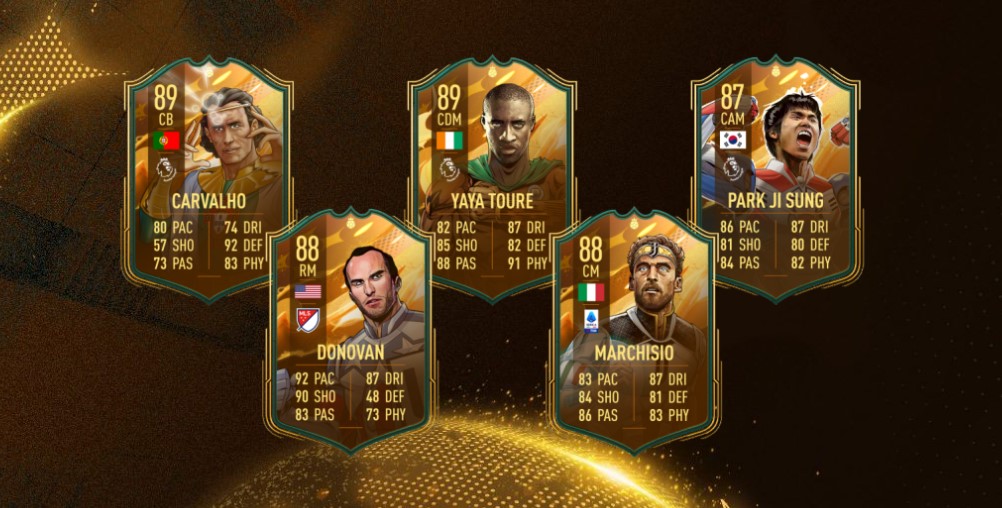 89
CB
CARVALHO
80 PAC 74 DRI
57 SHO 92 DEF
73 PAS 83 PHY
89
CDM
YAYA TOURE
82 PAC 87 DRI
85 SHO 82 DEF
88 PAS 91 PHY
87
CAM
PARK JI SUNG
86 PAC 87 DRI
81 SHO 80 DEF
84 PAS 82 PHY
88
RM
MLS
DONOVAN
92 PAC 87 DRI
90 SHO 48 DEF
83 PAS 73 PHY
88
CM
MARCHISIO
83 PAC 87 DRI
84 SHO 81 DEF
86 PAS 83 PHY